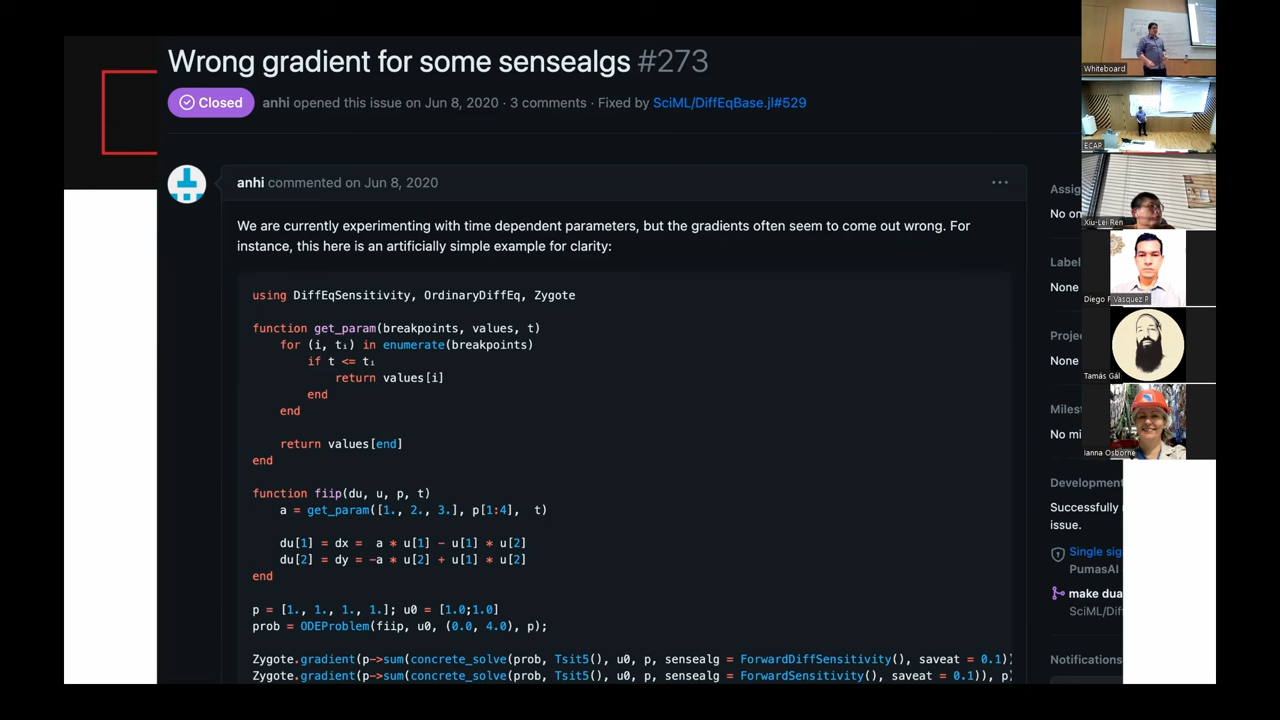 Wrong gradient for some sensealgs #273
Closed anhi opened this issue on Jun 8, 2020 · 3 comments · Fixed by SciML/DiffEqBase.jl#529
anhi commented on Jun 8, 2020
We are currently experimenting with time dependent parameters, but the gradients often seem to come out wrong. For
instance, this here is an artificially simple example for clarity:
using DiffEqSensitivity, OrdinaryDiffEq, Zygote
function get_param(breakpoints, values, t)
for (i, tᵢ) in enumerate(breakpoints)
if t <= tᵢ
return values[i]
end
end
return values[end]
end
function fiip(du, u, p, t)
a = get_param([1., 2., 3.], p[1:4], t)
du[1] = dx = a * u[1] - u[1] * u[2]
du[2] = dy = -a * u[2] + u[1] * u[2]
end
p = [1., 1., 1., 1.]; u0 = [1.0;1.0]
prob = ODEProblem(fiip, u0, (0.0, 4.0), p);
Zygote.gradient(p->sum(concrete_solve(prob, Tsit5(), u0, p, sensealg = ForwardDiffSensitivity(), saveat = 0.1))
Zygote.gradient(p->sum(concrete_solve(prob, Tsit5(), u0, p, sensealg = ForwardSensitivity(), saveat = 0.1)), p)
Assig
No on
Label
None
Proje
None
Miles
No mi
Development
Successfully
issue.
Single sig
PumasAI
make dua
SciML/Dif
Notifications
Whiteboard
ECAP
Xiu-Lei Ren
Diego F Vasquez P
Tamás Gál
Ianna Osborne